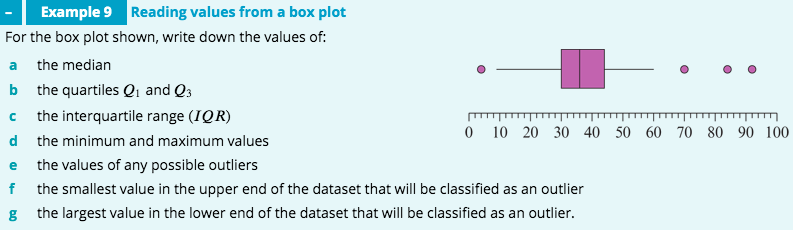 – Example 9 Reading values from a box plot
For the box plot shown, write down the values of:
a the median
b the quartiles Q₁ and Q₃
c the interquartile range (IQR)
d the minimum and maximum values
e the values of any possible outliers
f the smallest value in the upper end of the dataset that will be classified as an outlier
g the largest value in the lower end of the dataset that will be classified as an outlier.
0 10 20 30 40 50 60 70 80 90 100